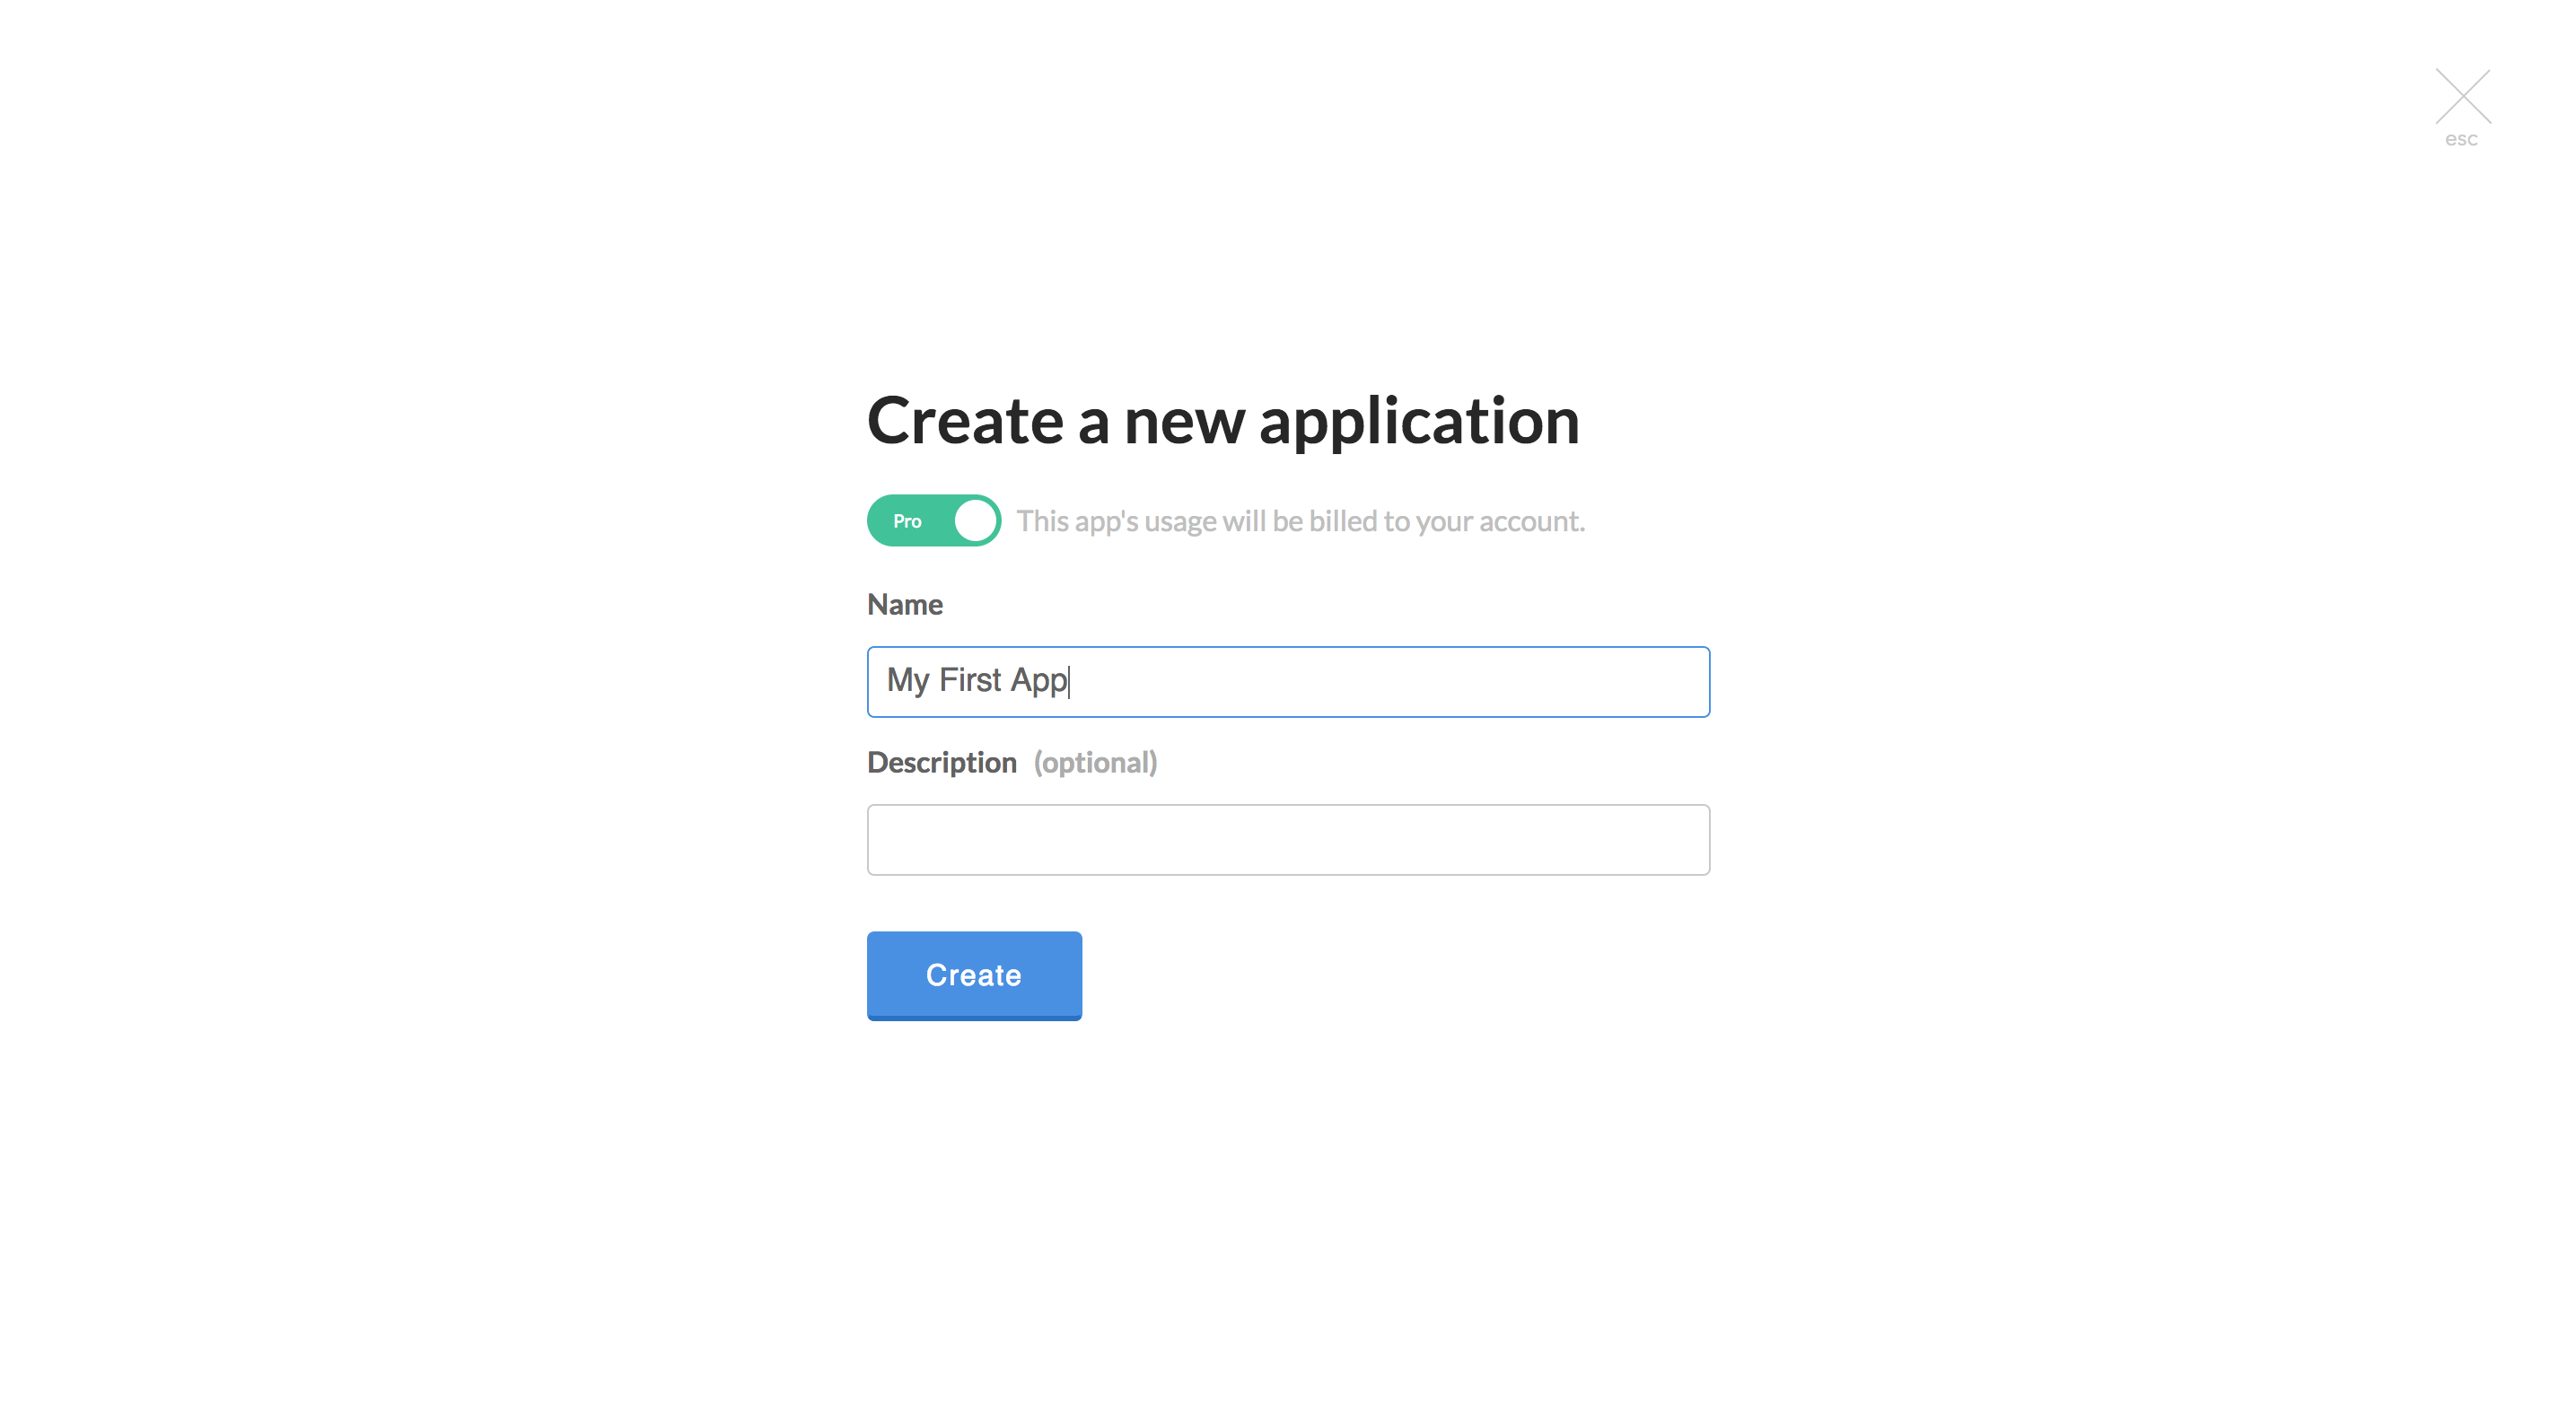 esc
Create a new application
Pro This app's usage will be billed to your account.
Name
My First App
Description (optional)
Create